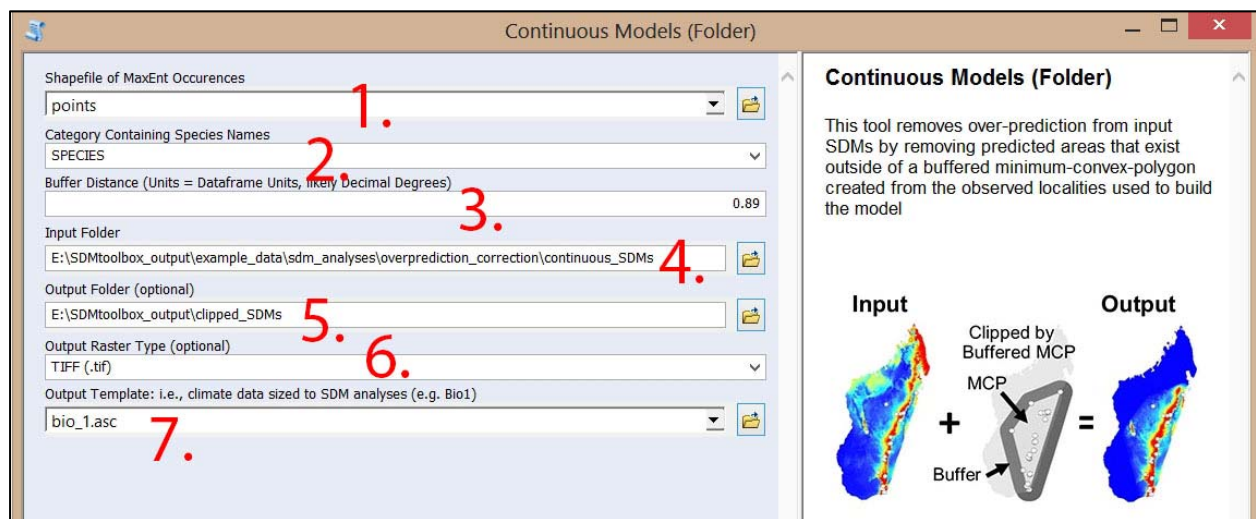 Continuous Models (Folder)
Shapefile of MaxEnt Occurences
points
1.
Category Containing Species Names
SPECIES
2.
Buffer Distance (Units = Dataframe Units, likely Decimal Degrees)
0.89
3.
Input Folder
E:\SDMtoolbox_output\example_data\sdm_analyses\overprediction_correction\continuous_SDMs
4.
Output Folder (optional)
E:\SDMtoolbox_output\clipped_SDMs
5.
Output Raster Type (optional)
TIFF (.tif)
6.
Output Template: i.e., climate data sized to SDM analyses (e.g. Bio1)
bio_1.asc
7.
Continuous Models (Folder)
This tool removes over-prediction from input
SDMs by removing predicted areas that exist
outside of a buffered minimum-convex-polygon
created from the observed localities used to build
the model
Input
Output
Clipped by
Buffered MCP
MCP
+
=
Buffer